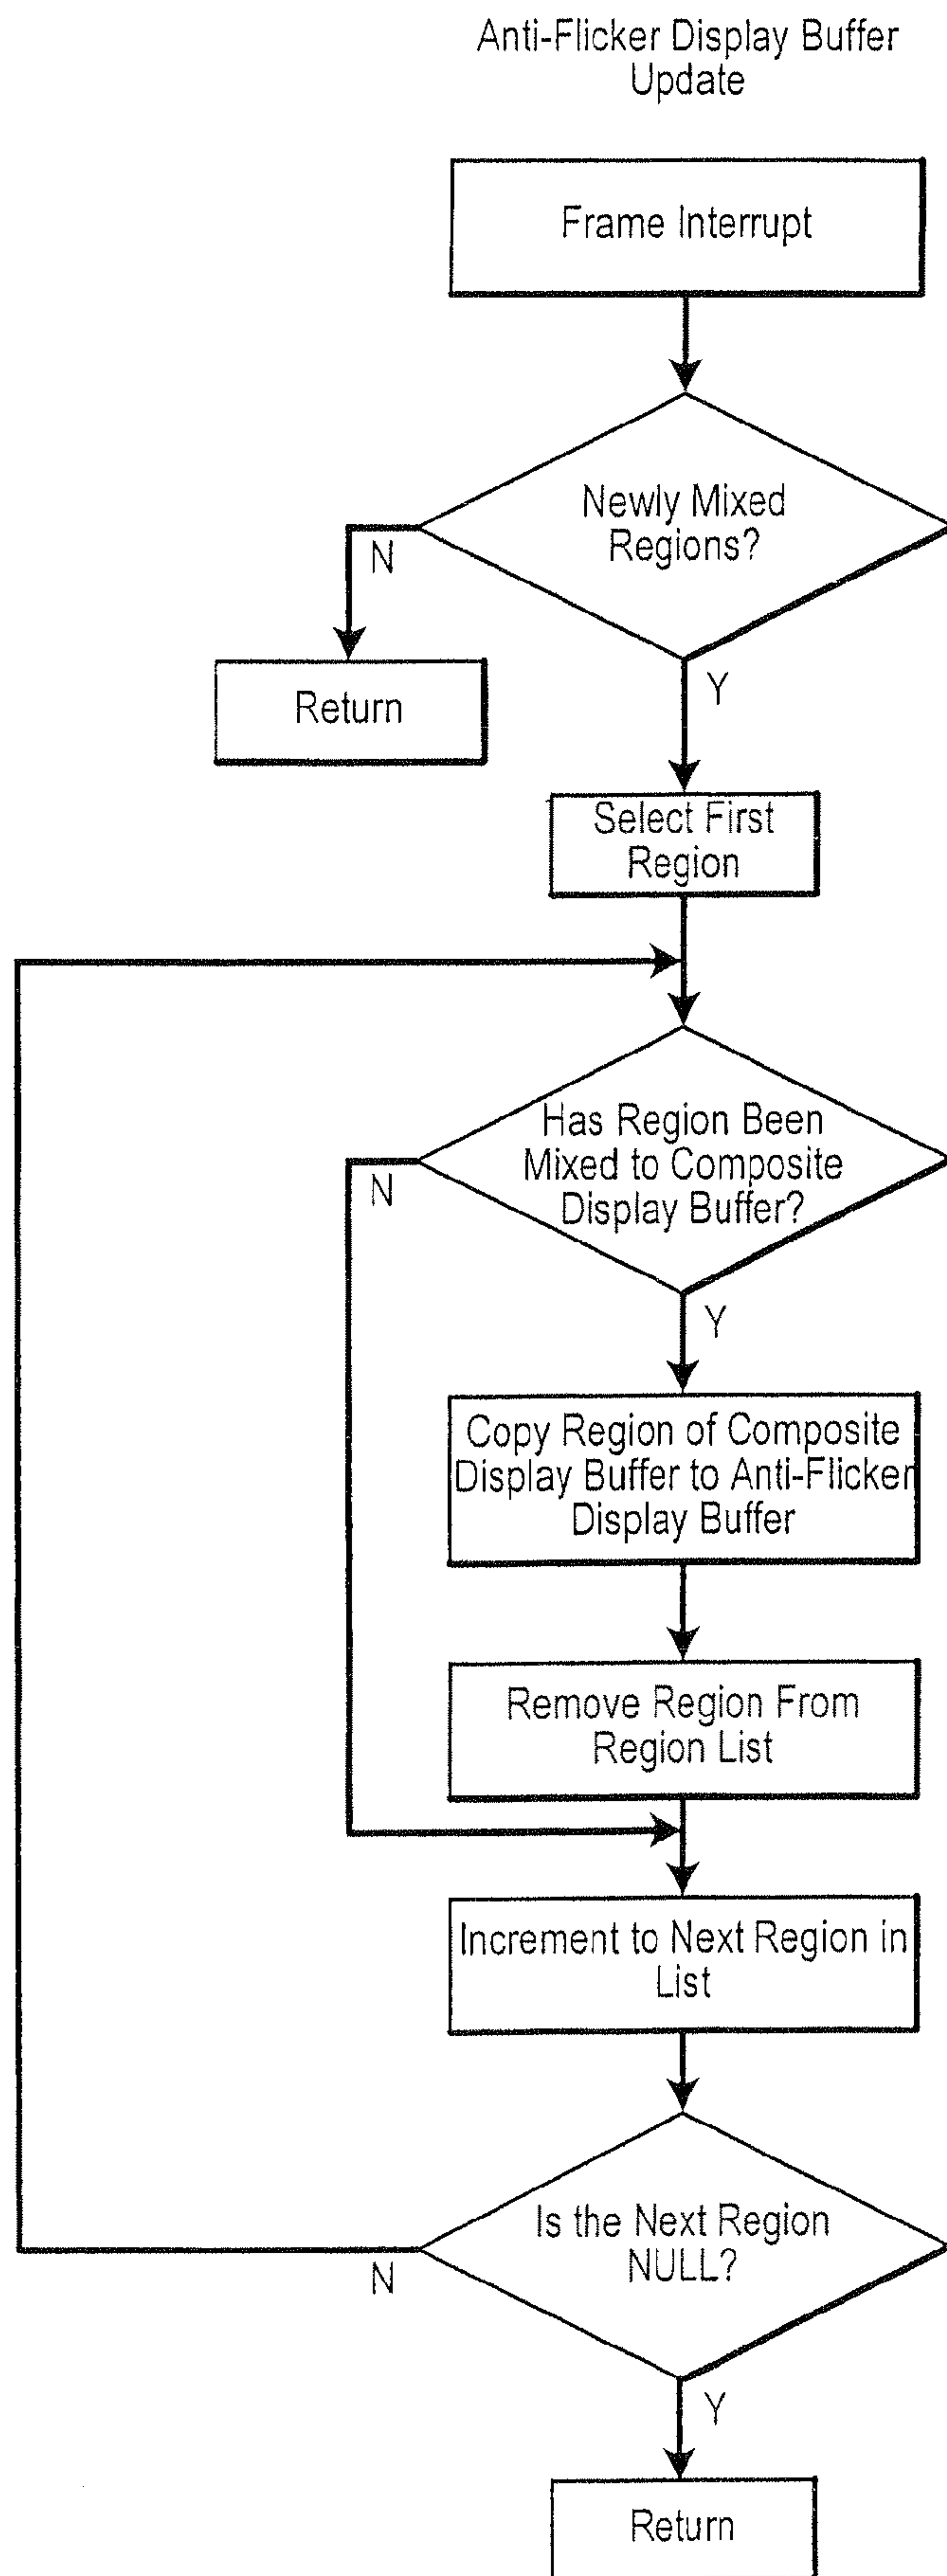 Anti-Flicker Display Buffer
Update
Frame Interrupt
Newly Mixed
Regions?
N
Return
Y
Select First
Region
Has Region Been
Mixed to Composite
Display Buffer?
N
Y
Copy Region of Composite
Display Buffer to Anti-Flicker
Display Buffer
Remove Region From
Region List
Increment to Next Region in
List
Is the Next Region
NULL?
N
Y
Return